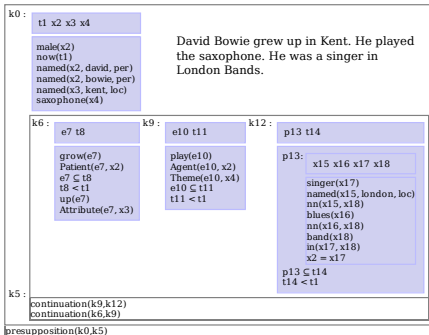 k0 :
t1 x2 x3 x4
male(x2)
now(t1)
named(x2, david, per)
named(x2, bowie, per)
named(x3, kent, loc)
saxophone(x4)
David Bowie grew up in Kent. He played
the saxophone. He was a singer in
London Bands.
k5 :
k6 :
e7 t8
grow(e7)
Patient(e7, x2)
e7 ⊆ t8
t8 < t1
up(e7)
Attribute(e7, x3)
k9 :
e10 t11
play(e10)
Agent(e10, x2)
Theme(e10, x4)
e10 ⊆ t11
t11 < t1
k12 :
p13 t14
p13:
x15 x16 x17 x18
singer(x17)
named(x15, london, loc)
nn(x15, x18)
blues(x16)
nn(x16, x18)
band(x18)
in(x17, x18)
x2 = x17
p13 ⊆ t14
t14 < t1
continuation(k9,k12)
continuation(k6,k9)
presupposition(k0,k5)